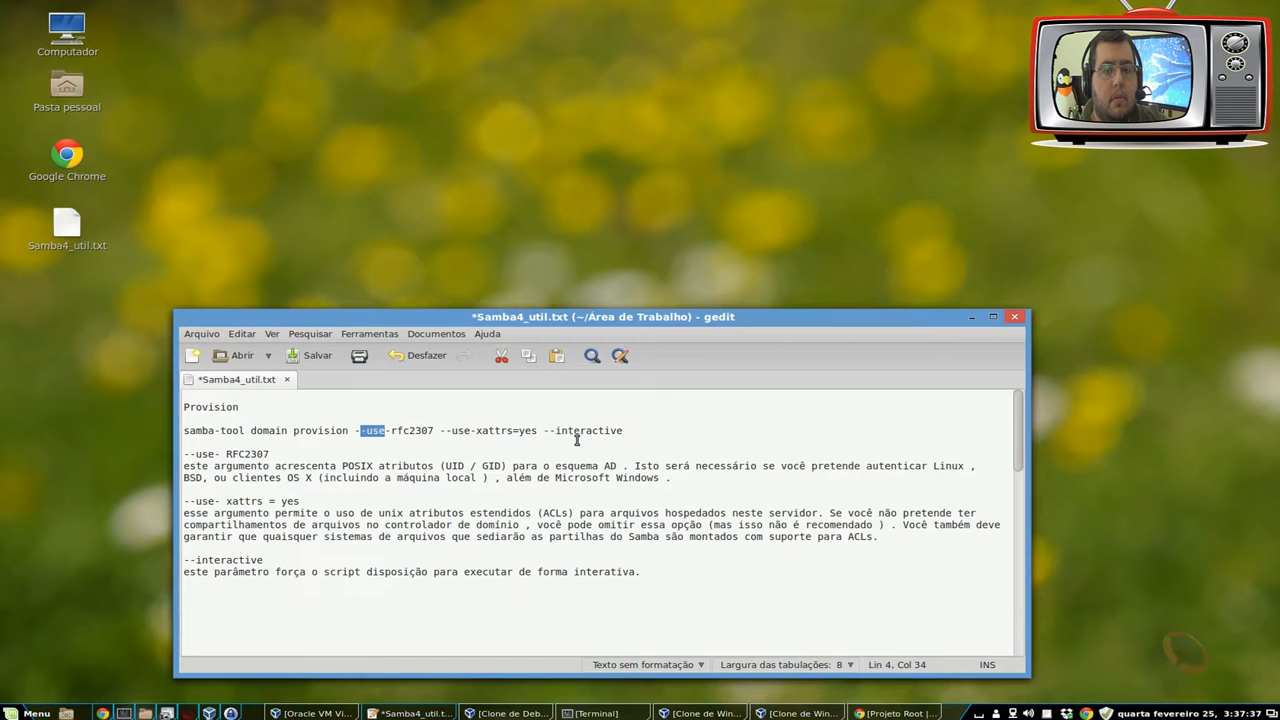 Computador
Pasta pessoal
Google Chrome
Samba4_util.txt
*Samba4_util.txt (~/Área de Trabalho) - gedit
Arquivo Editar Ver Pesquisar Ferramentas Documentos Ajuda
Abrir Salvar Desfazer
*Samba4_util.txt
Provision
samba-tool domain provision --use-rfc2307 --use-xattrs=yes --interactive
--use- RFC2307
este argumento acrescenta POSIX atributos (UID / GID) para o esquema AD . Isto será necessário se você pretende autenticar Linux ,
BSD, ou clientes OS X (incluindo a máquina local ) , além de Microsoft Windows .
--use- xattrs = yes
esse argumento permite o uso de unix atributos estendidos (ACLs) para arquivos hospedados neste servidor. Se você não pretende ter
compartilhamentos de arquivos no controlador de domínio , você pode omitir essa opção (mas isso não é recomendado ) . Você também deve
garantir que quaisquer sistemas de arquivos que sediarão as partilhas do Samba são montados com suporte para ACLs.
--interactive
este parâmetro força o script disposição para executar de forma interativa.
Texto sem formatação Largura das tabulações: 8 Lin 4, Col 34 INS
Menu [Oracle VM Vi... *Samba4_util.t... [Clone de Deb... [Terminal] [Clone de Win... [Clone de Win... [Projeto Root |... quarta fevereiro 25, 3:37:37